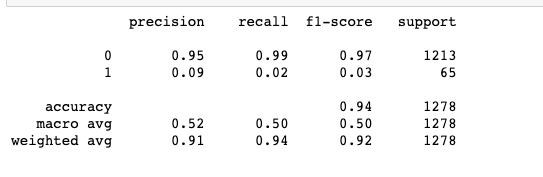 precision recall f1-score support
0 0.95 0.99 0.97 1213
1 0.09 0.02 0.03 65
accuracy 0.94 1278
macro avg 0.52 0.50 0.50 1278
weighted avg 0.91 0.94 0.92 1278